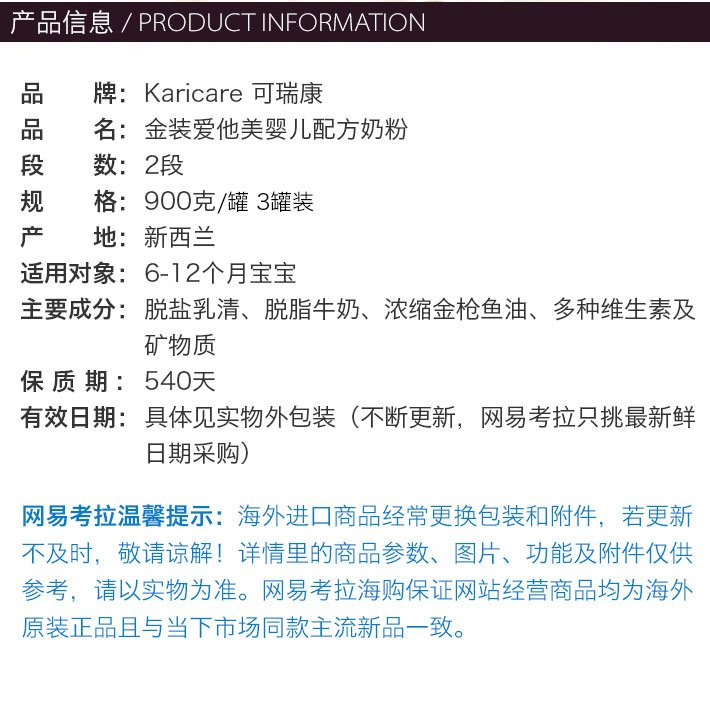 产品信息 / PRODUCT INFORMATION
品 牌：Karicare 可瑞康
品 名：金装爱他美婴儿配方奶粉
段 数：2段
规 格：900克/罐 3罐装
产 地：新西兰
适用对象：6-12个月宝宝
主要成分：脱盐乳清、脱脂牛奶、浓缩金枪鱼油、多种维生素及
矿物质
保 质 期：540天
有效日期：具体见实物外包装（不断更新，网易考拉只挑最新鲜
日期采购）
网易考拉温馨提示：海外进口商品经常更换包装和附件，若更新
不及时，敬请谅解！详情里的商品参数、图片、功能及附件仅供
参考，请以实物为准。网易考拉海购保证网站经营商品均为海外
原装正品且与当下市场同款主流新品一致。